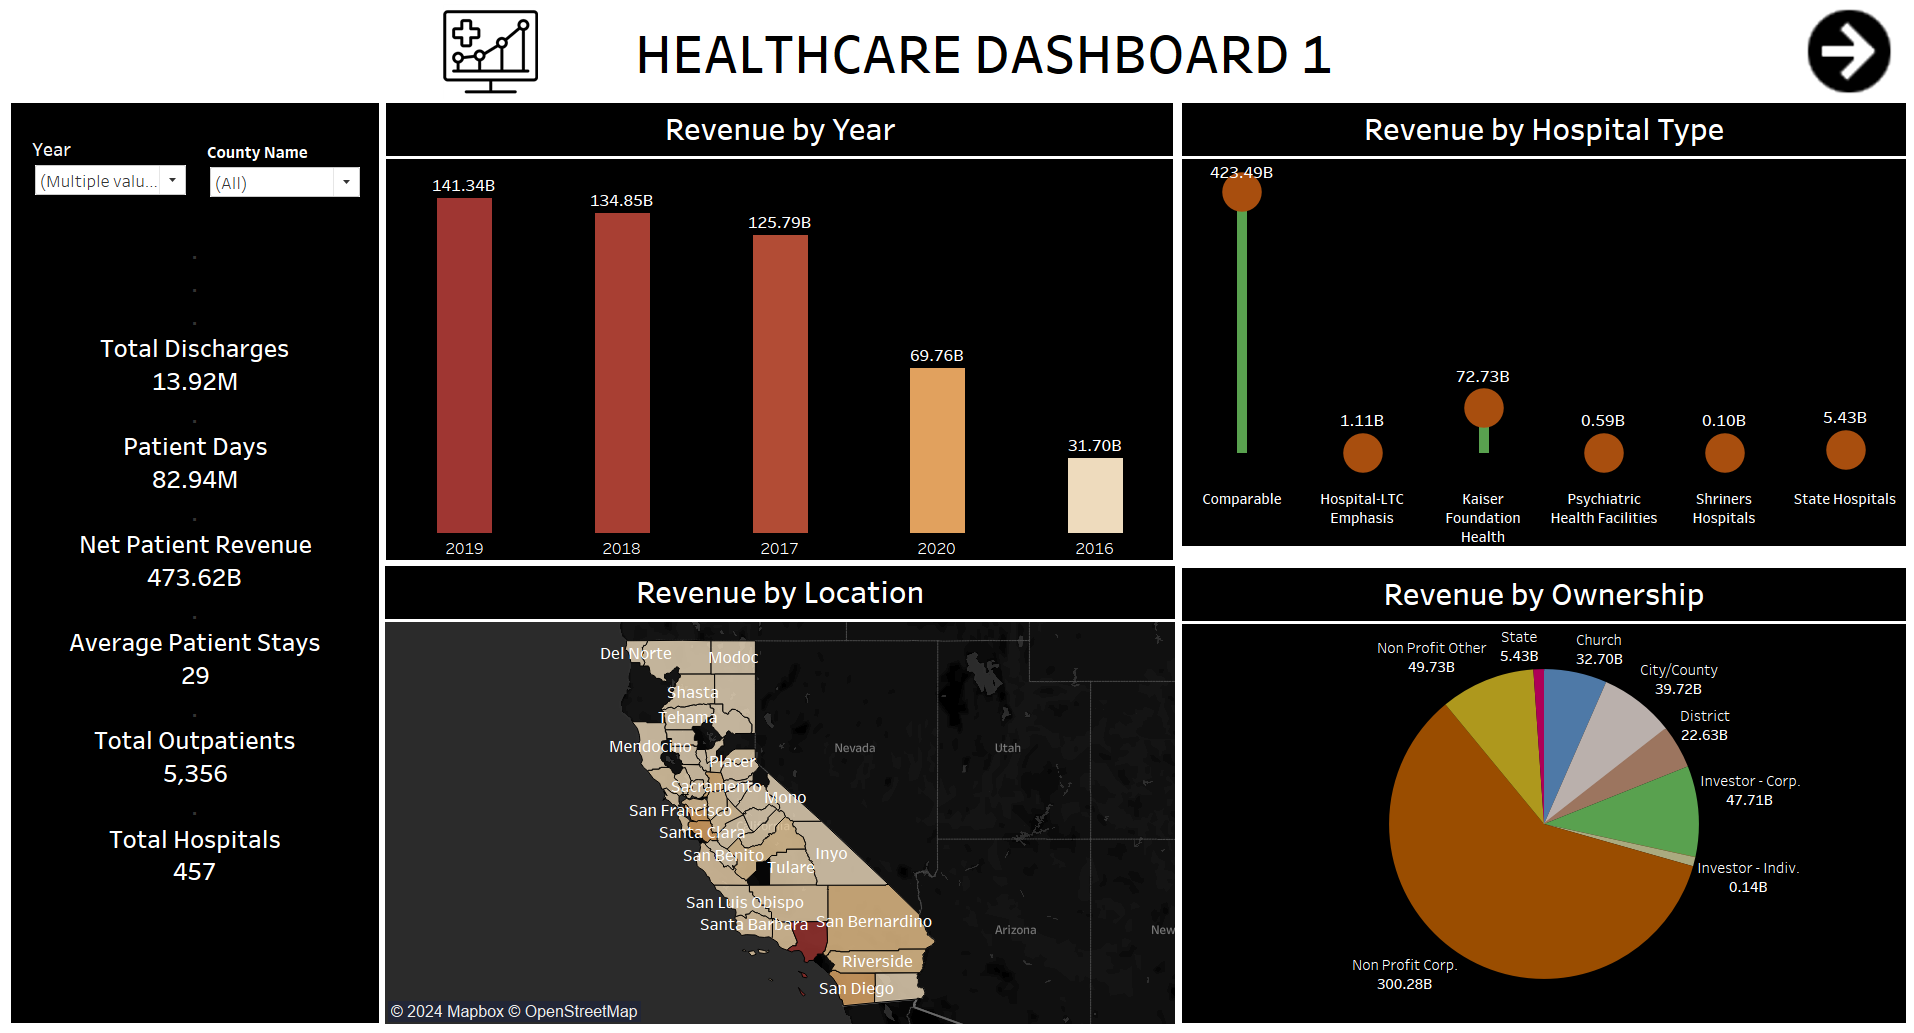 HEALTHCARE DASHBOARD 1
Year
(Multiple valu...
County Name
(All)
Total Discharges
13.92M
Patient Days
82.94M
Net Patient Revenue
473.62B
Average Patient Stays
29
Total Outpatients
5,356
Total Hospitals
457
Revenue by Year
141.34B
134.85B
125.79B
69.76B
31.70B
2019
2018
2017
2020
2016
Revenue by Hospital Type
423.49B
1.11B
72.73B
0.59B
0.10B
5.43B
Comparable
Hospital-LTC
Emphasis
Kaiser
Foundation
Health
Psychiatric
Health Facilities
Shriners
Hospitals
State Hospitals
Revenue by Location
Del Norte
Modoc
Shasta
Tehama
Mendocino
Placer
Sacramento
Mono
San Francisco
Santa Clara
San Benito
Inyo
Tulare
San Luis Obispo
Santa Barbara
San Bernardino
Riverside
San Diego
Nevada
Utah
Arizona
New
© 2024 Mapbox © OpenStreetMap
Revenue by Ownership
Non Profit Other
49.73B
State
5.43B
Church
32.70B
City/County
39.72B
District
22.63B
Investor - Corp.
47.71B
Investor - Indiv.
0.14B
Non Profit Corp.
300.28B